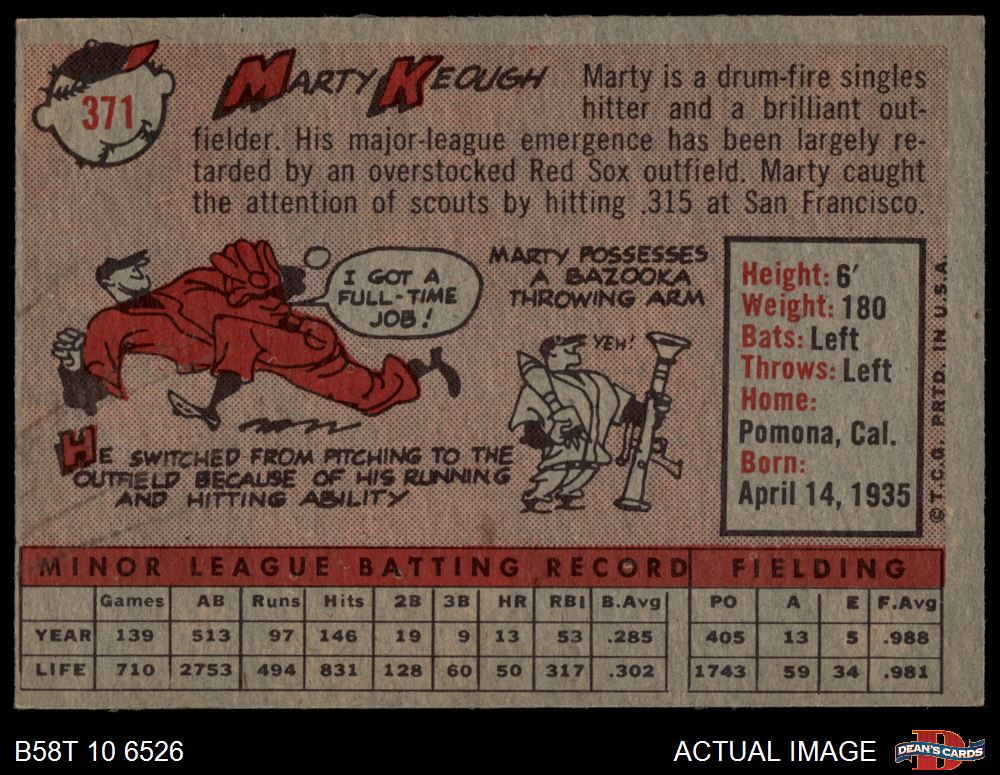 371
MARTY KEOUGH
Marty is a drum-fire singles
hitter and a brilliant out-
fielder. His major-league emergence has been largely re-
tarded by an overstocked Red Sox outfield. Marty caught
the attention of scouts by hitting .315 at San Francisco.
I GOT A
FULL-TIME
JOB!
HE SWITCHED FROM PITCHING TO THE
OUTFIELD BECAUSE OF HIS RUNNING
AND HITTING ABILITY
MARTY POSSESSES
A BAZOOKA
THROWING ARM
YEH!
Height: 6'
Weight: 180
Bats: Left
Throws: Left
Home:
Pomona, Cal.
Born:
April 14, 1935
©T.C.G. PRTD. IN U.S.A.
MINOR LEAGUE BATTING RECORD FIELDING
Games AB Runs Hits 2B 3B HR RBI B.Avg PO A E F.Avg
YEAR 139 513 97 146 19 9 13 53 .285 405 13 5 .988
LIFE 710 2753 494 831 128 60 50 317 .302 1743 59 34 .981
B58T 10 6526
ACTUAL IMAGE
DEAN'S CARDS